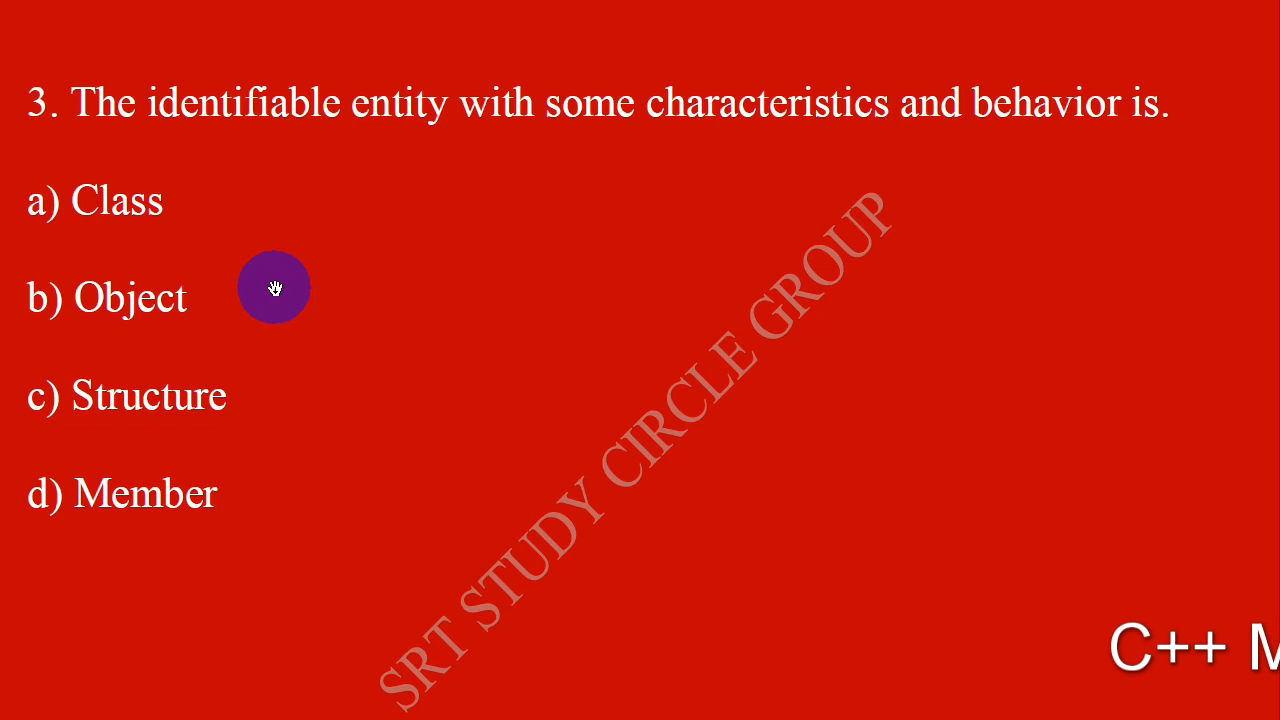 3. The identifiable entity with some characteristics and behavior is.
a) Class
b) Object
c) Structure
d) Member
SRT STUDY CIRCLE GROUP
C++